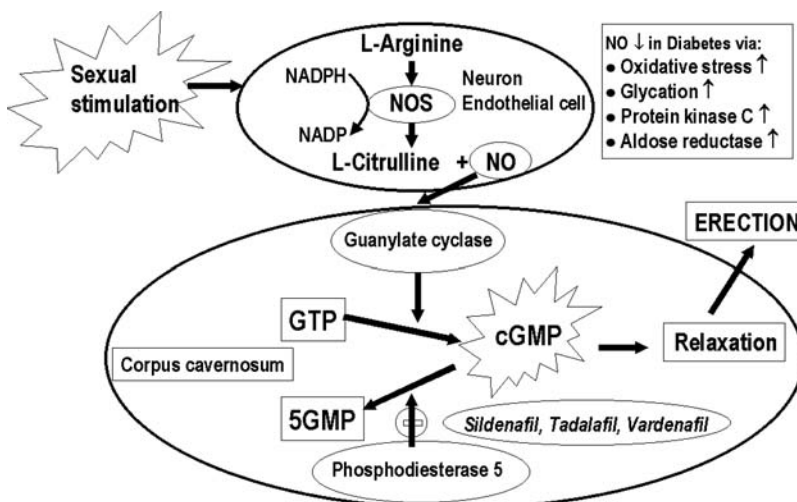 Sexual
stimulation
L-Arginine
NADPH
NOS
NADP
Neuron
Endothelial cell
L-Citrulline + NO
NO ↓ in Diabetes via:
● Oxidative stress ↑
● Glycation ↑
● Protein kinase C ↑
● Aldose reductase ↑
Guanylate cyclase
ERECTION
GTP
cGMP
Relaxation
Corpus cavernosum
5GMP
Sildenafil, Tadalafil, Vardenafil
Phosphodiesterase 5